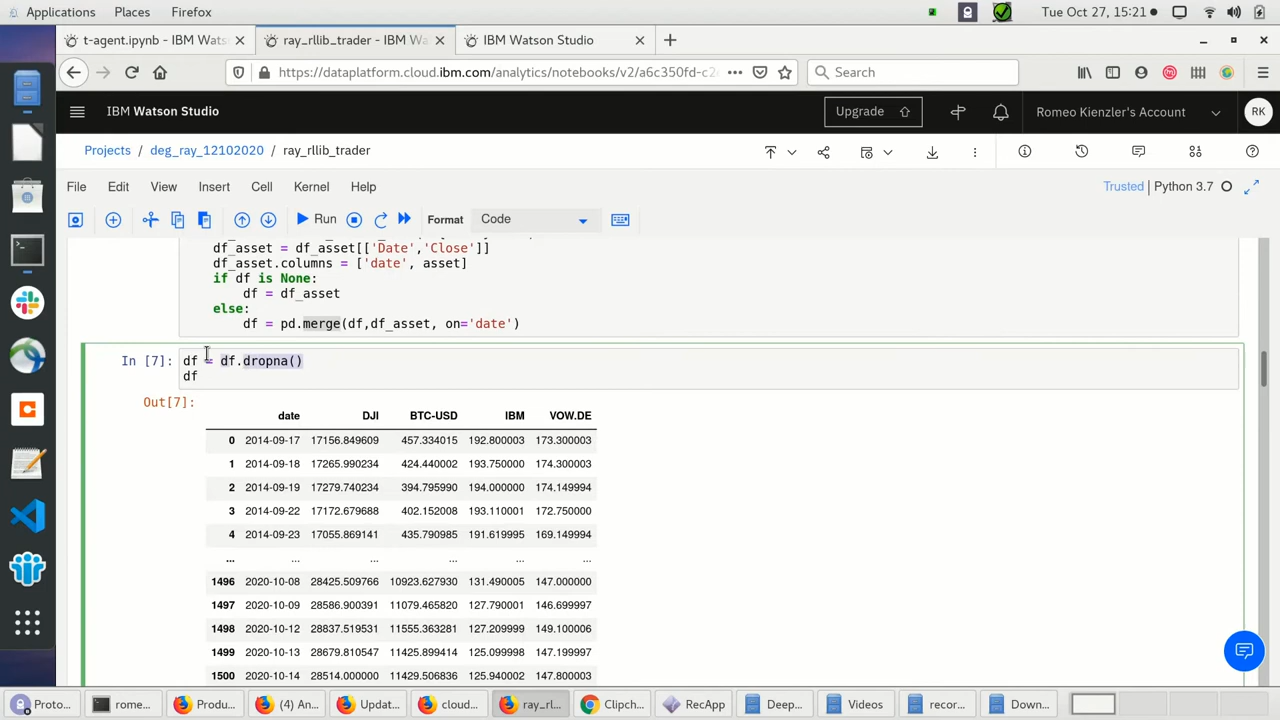 Applications Places Firefox Tue Oct 27, 15:21
t-agent.ipynb - IBM Wats
ray_rllib_trader - IBM Wa
IBM Watson Studio
https://dataplatform.cloud.ibm.com/analytics/notebooks/v2/a6c350fd-c2
Search
IBM Watson Studio
Upgrade
Romeo Kienzler's Account
RK
Projects / deg_ray_12102020 / ray_rllib_trader
File Edit View Insert Cell Kernel Help
Trusted | Python 3.7
Run
Format
Code
df_asset = df_asset[['Date','Close']]
df_asset.columns = ['date', asset]
if df is None:
df = df_asset
else:
df = pd.merge(df,df_asset, on='date')
In [7]: df = df.dropna()
df
Out[7]:
date DJI BTC-USD IBM VOW.DE
0 2014-09-17 17156.849609 457.334015 192.800003 173.300003
1 2014-09-18 17265.990234 424.440002 193.750000 174.300003
2 2014-09-19 17279.740234 394.795990 194.000000 174.149994
3 2014-09-22 17172.679688 402.152008 193.110001 172.750000
4 2014-09-23 17055.869141 435.790985 191.619995 169.149994
... ... ... ... ... ...
1496 2020-10-08 28425.509766 10923.627930 131.490005 147.000000
1497 2020-10-09 28586.900391 11079.465820 127.790001 146.699997
1498 2020-10-12 28837.519531 11555.363281 127.209999 149.100006
1499 2020-10-13 28679.810547 11425.899414 125.099998 147.199997
1500 2020-10-14 28514.000000 11429.506836 125.940002 147.800003
Proto... rome... Produ... (4) ... Updat... cloud... ray_rl... Clipch... RecApp Deep... Videos recor... Down...